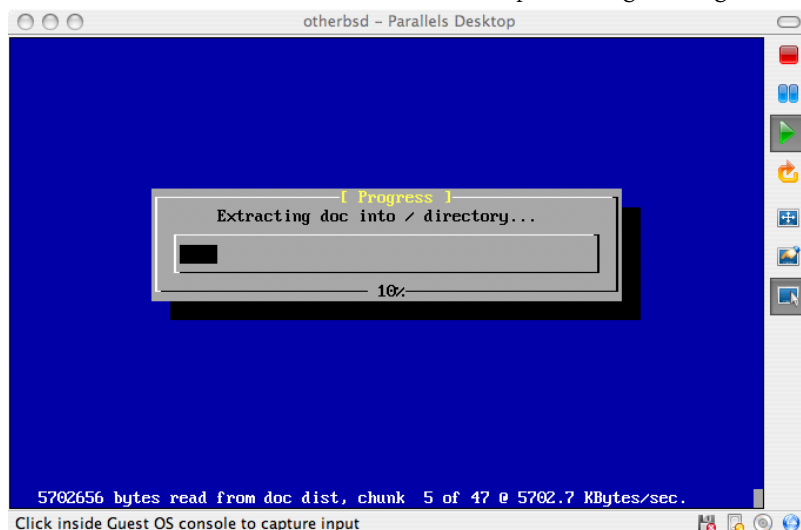 otherbsd – Parallels Desktop
[ Progress ]
Extracting doc into / directory...
10%
5702656 bytes read from doc dist, chunk 5 of 47 @ 5702.7 KBytes/sec.
Click inside Guest OS console to capture input